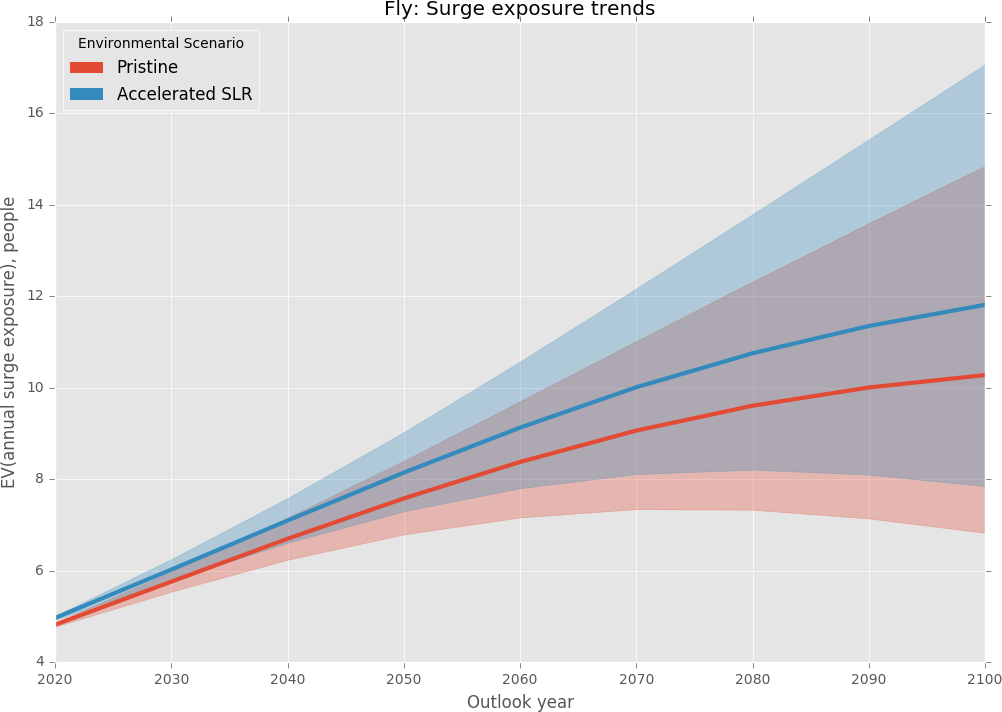 Fly: Surge exposure trends
Environmental Scenario
Pristine
Accelerated SLR
EV(annual surge exposure), people
18
16
14
12
10
8
6
4
2020 2030 2040 2050 2060 2070 2080 2090 2100
Outlook year